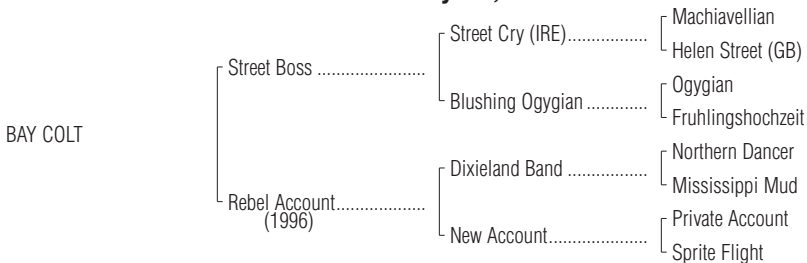 Machiavellian
Street Cry (IRE).................
Helen Street (GB)
Street Boss .......................
Ogygian
Blushing Ogygian .............
Fruhlingshochzeit
BAY COLT
Northern Dancer
Dixieland Band .................
Mississippi Mud
Rebel Account...................
(1996)
Private Account
New Account.....................
Sprite Flight